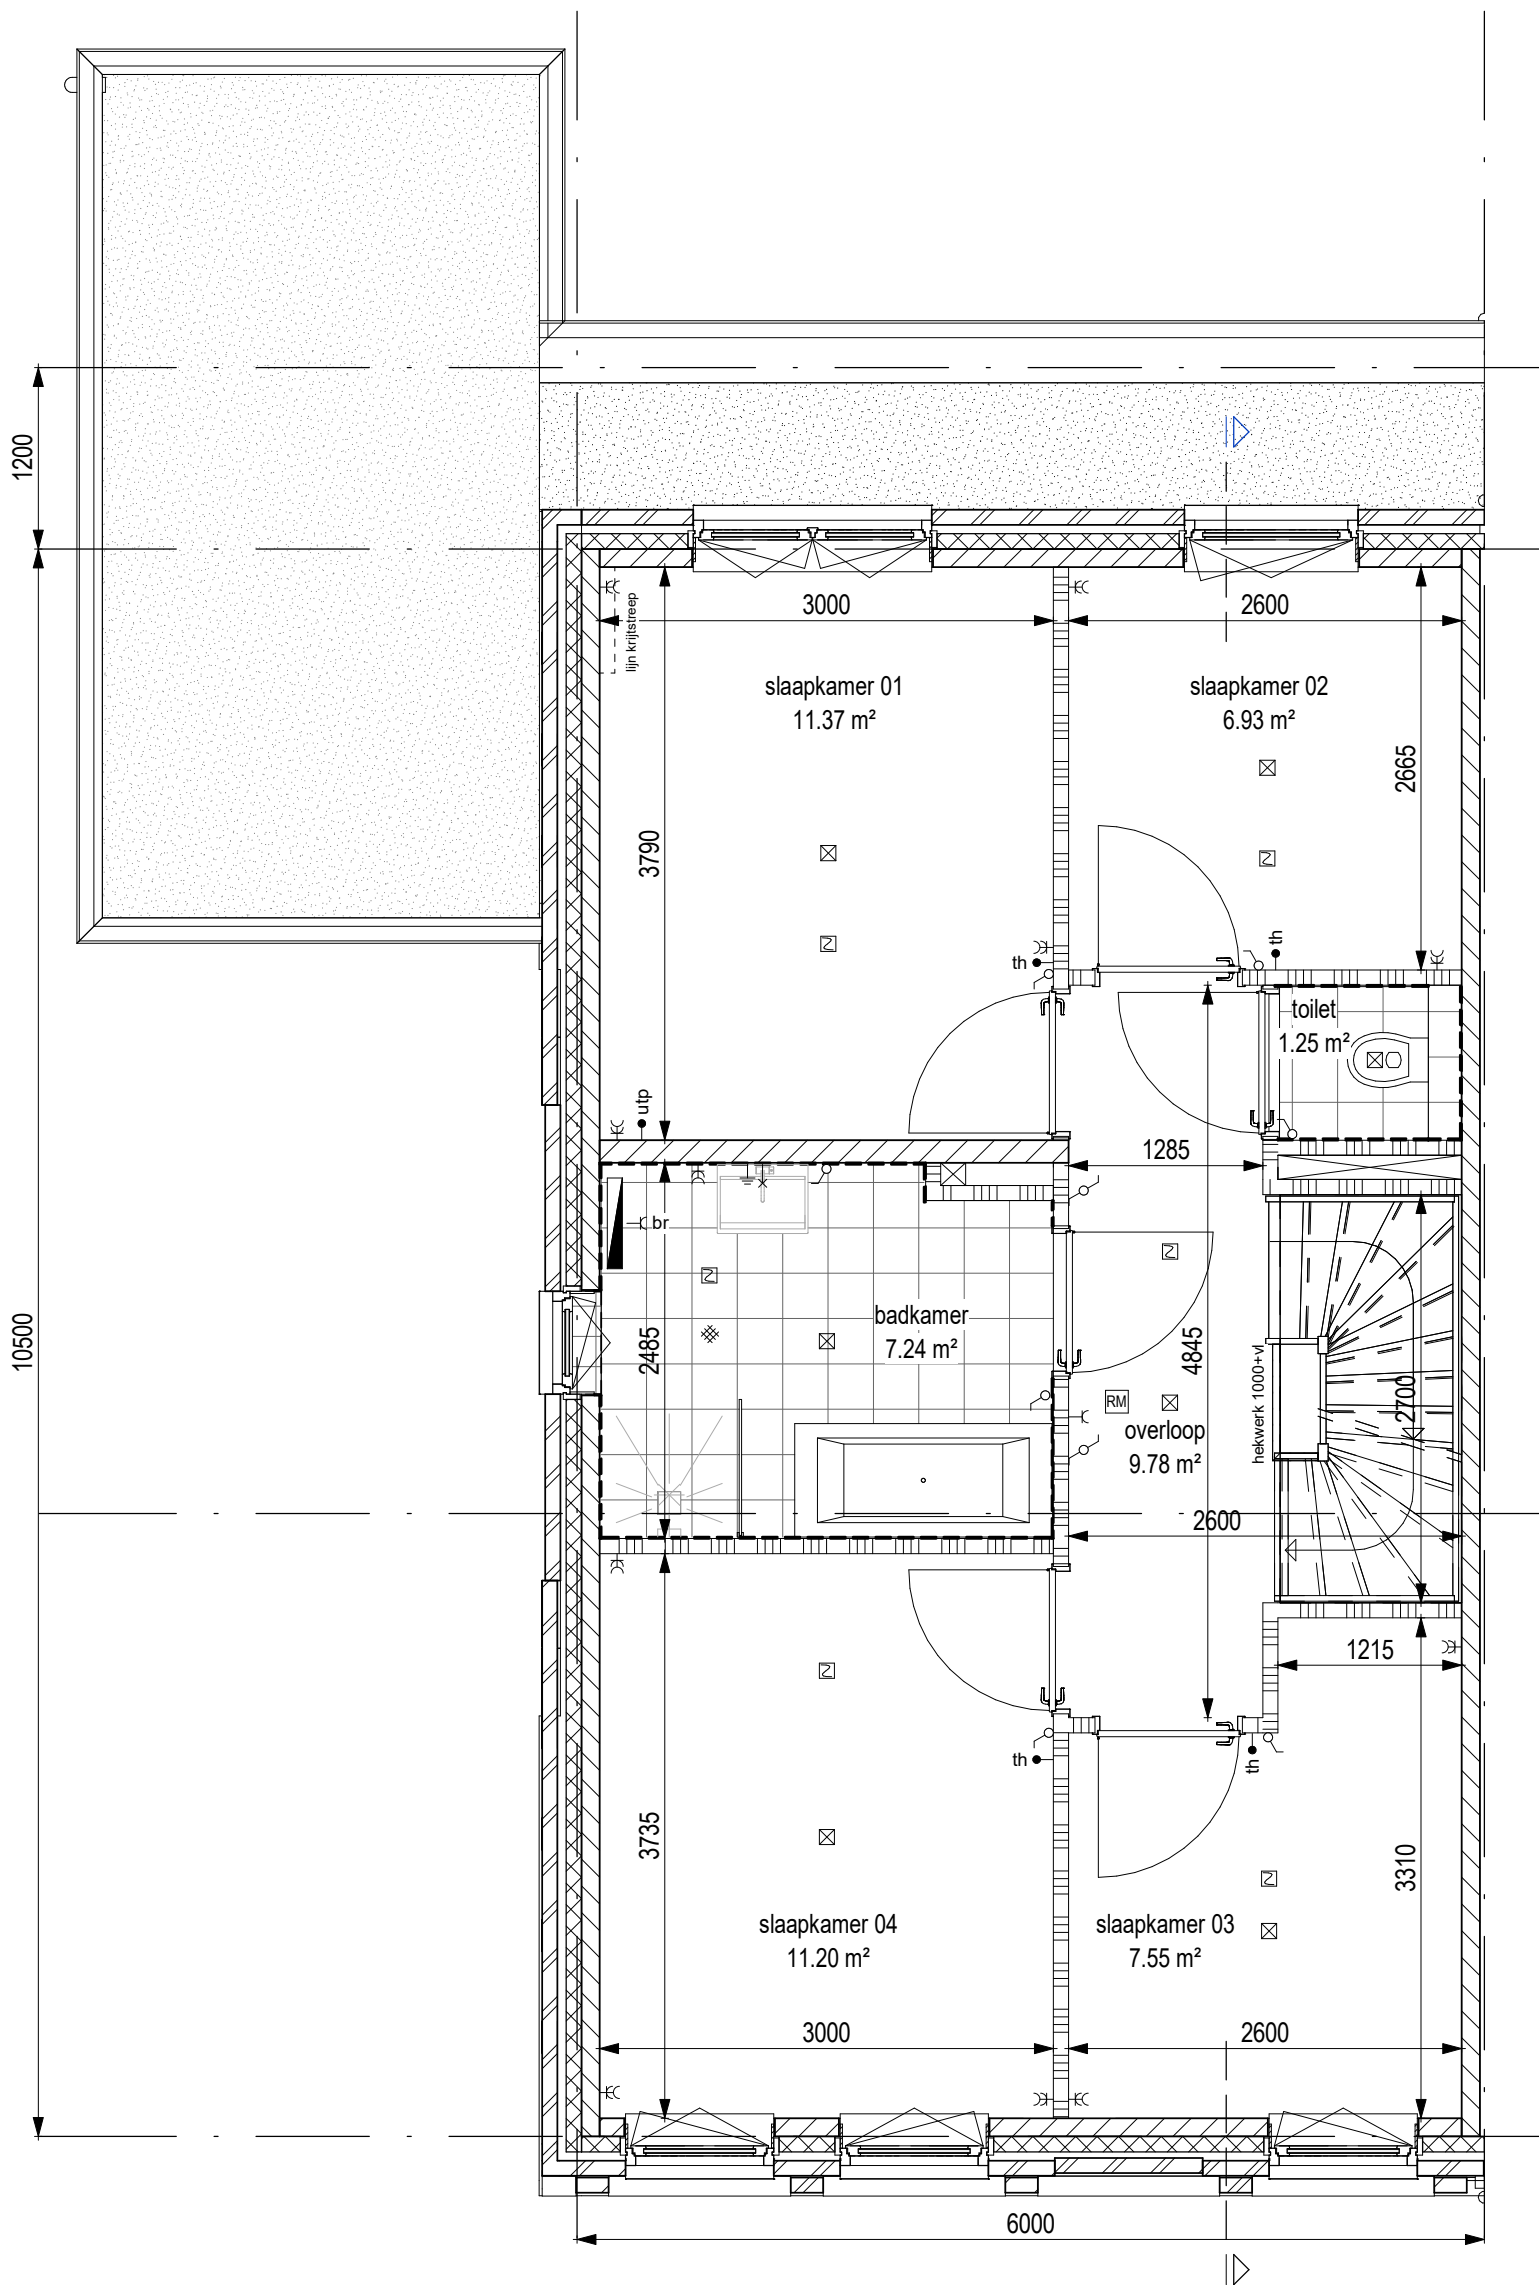 1200
3000
2600
lijn krijtstreep
slaapkamer 01
11.37 m²
slaapkamer 02
6.93 m²
2665
3790
th
th
toilet
1.25 m²
utp
1285
br
badkamer
7.24 m²
10500
2485
4845
hekwerk 1000+vl
2700
RM
overloop
9.78 m²
2600
1215
th
th
3735
3310
slaapkamer 04
11.20 m²
slaapkamer 03
7.55 m²
3000
2600
6000